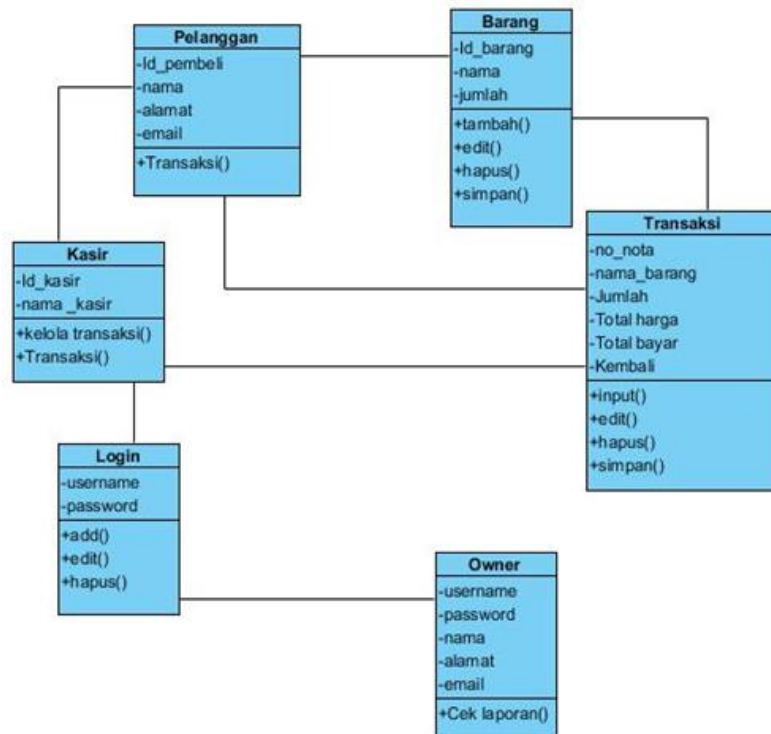 Pelanggan
-Id_pembeli
-nama
-alamat
-email
+Transaksi()
Barang
-Id_barang
-nama
-jumlah
+tambah()
+edit()
+hapus()
+simpan()
Kasir
-Id_kasir
-nama _kasir
+kelola transaksi()
+Transaksi()
Transaksi
-no_nota
-nama_barang
-Jumlah
-Total harga
-Total bayar
-Kembali
+input()
+edit()
+hapus()
+simpan()
Login
-username
-password
+add()
+edit()
+hapus()
Owner
-username
-password
-nama
-alamat
-email
+Cek laporan()